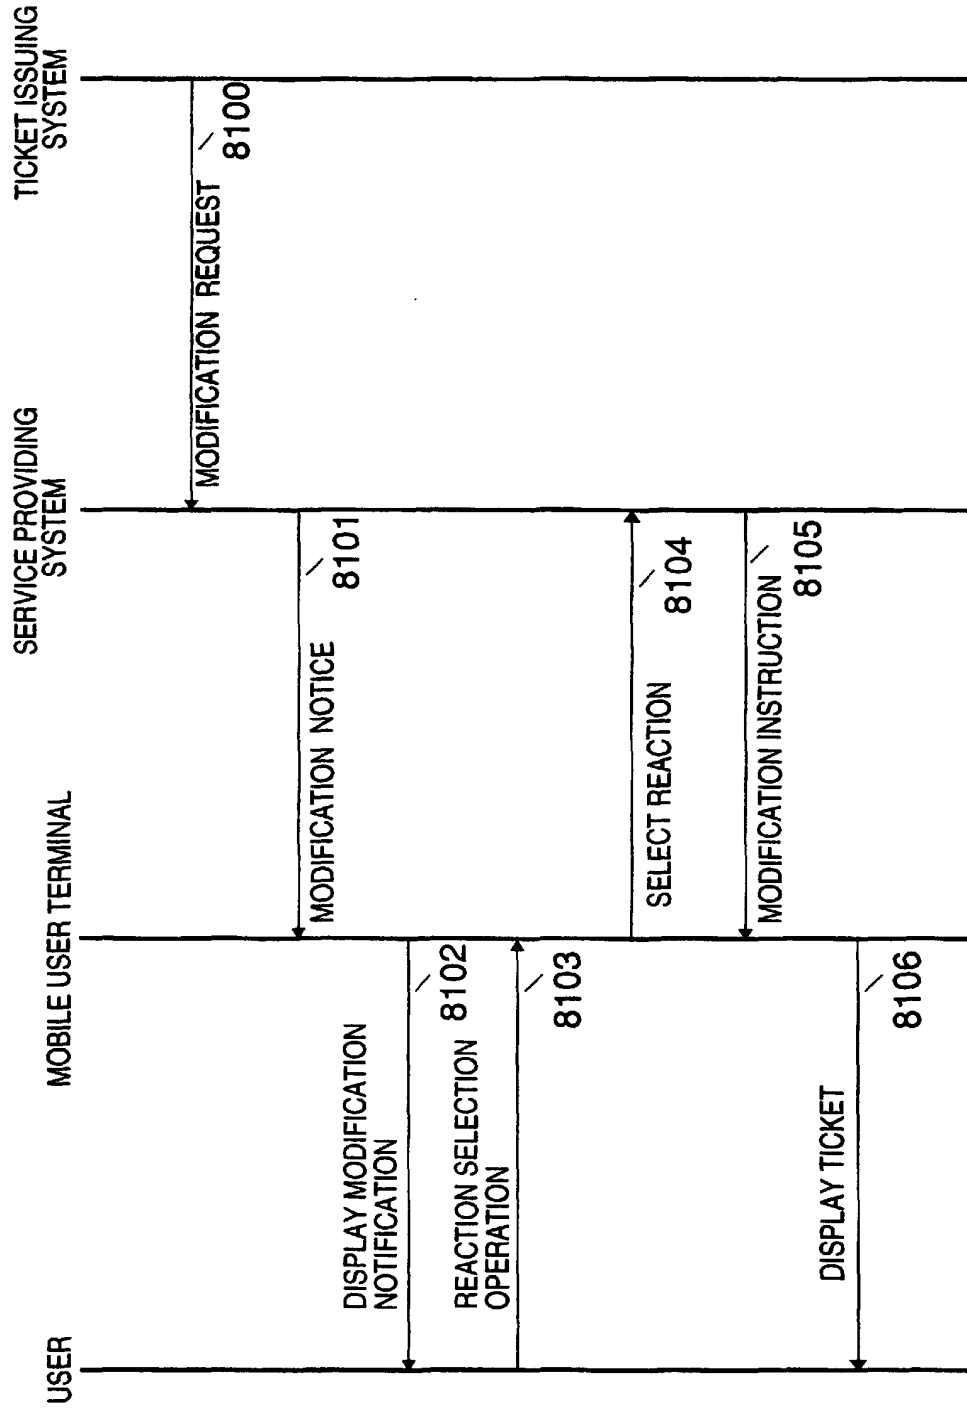 USER
MOBILE USER TERMINAL
SERVICE PROVIDING
SYSTEM
TICKET ISSUING
SYSTEM
MODIFICATION REQUEST
8100
MODIFICATION NOTICE
8101
DISPLAY MODIFICATION
NOTIFICATION
8102
REACTION SELECTION
OPERATION
8103
SELECT REACTION
8104
MODIFICATION INSTRUCTION
8105
DISPLAY TICKET
8106